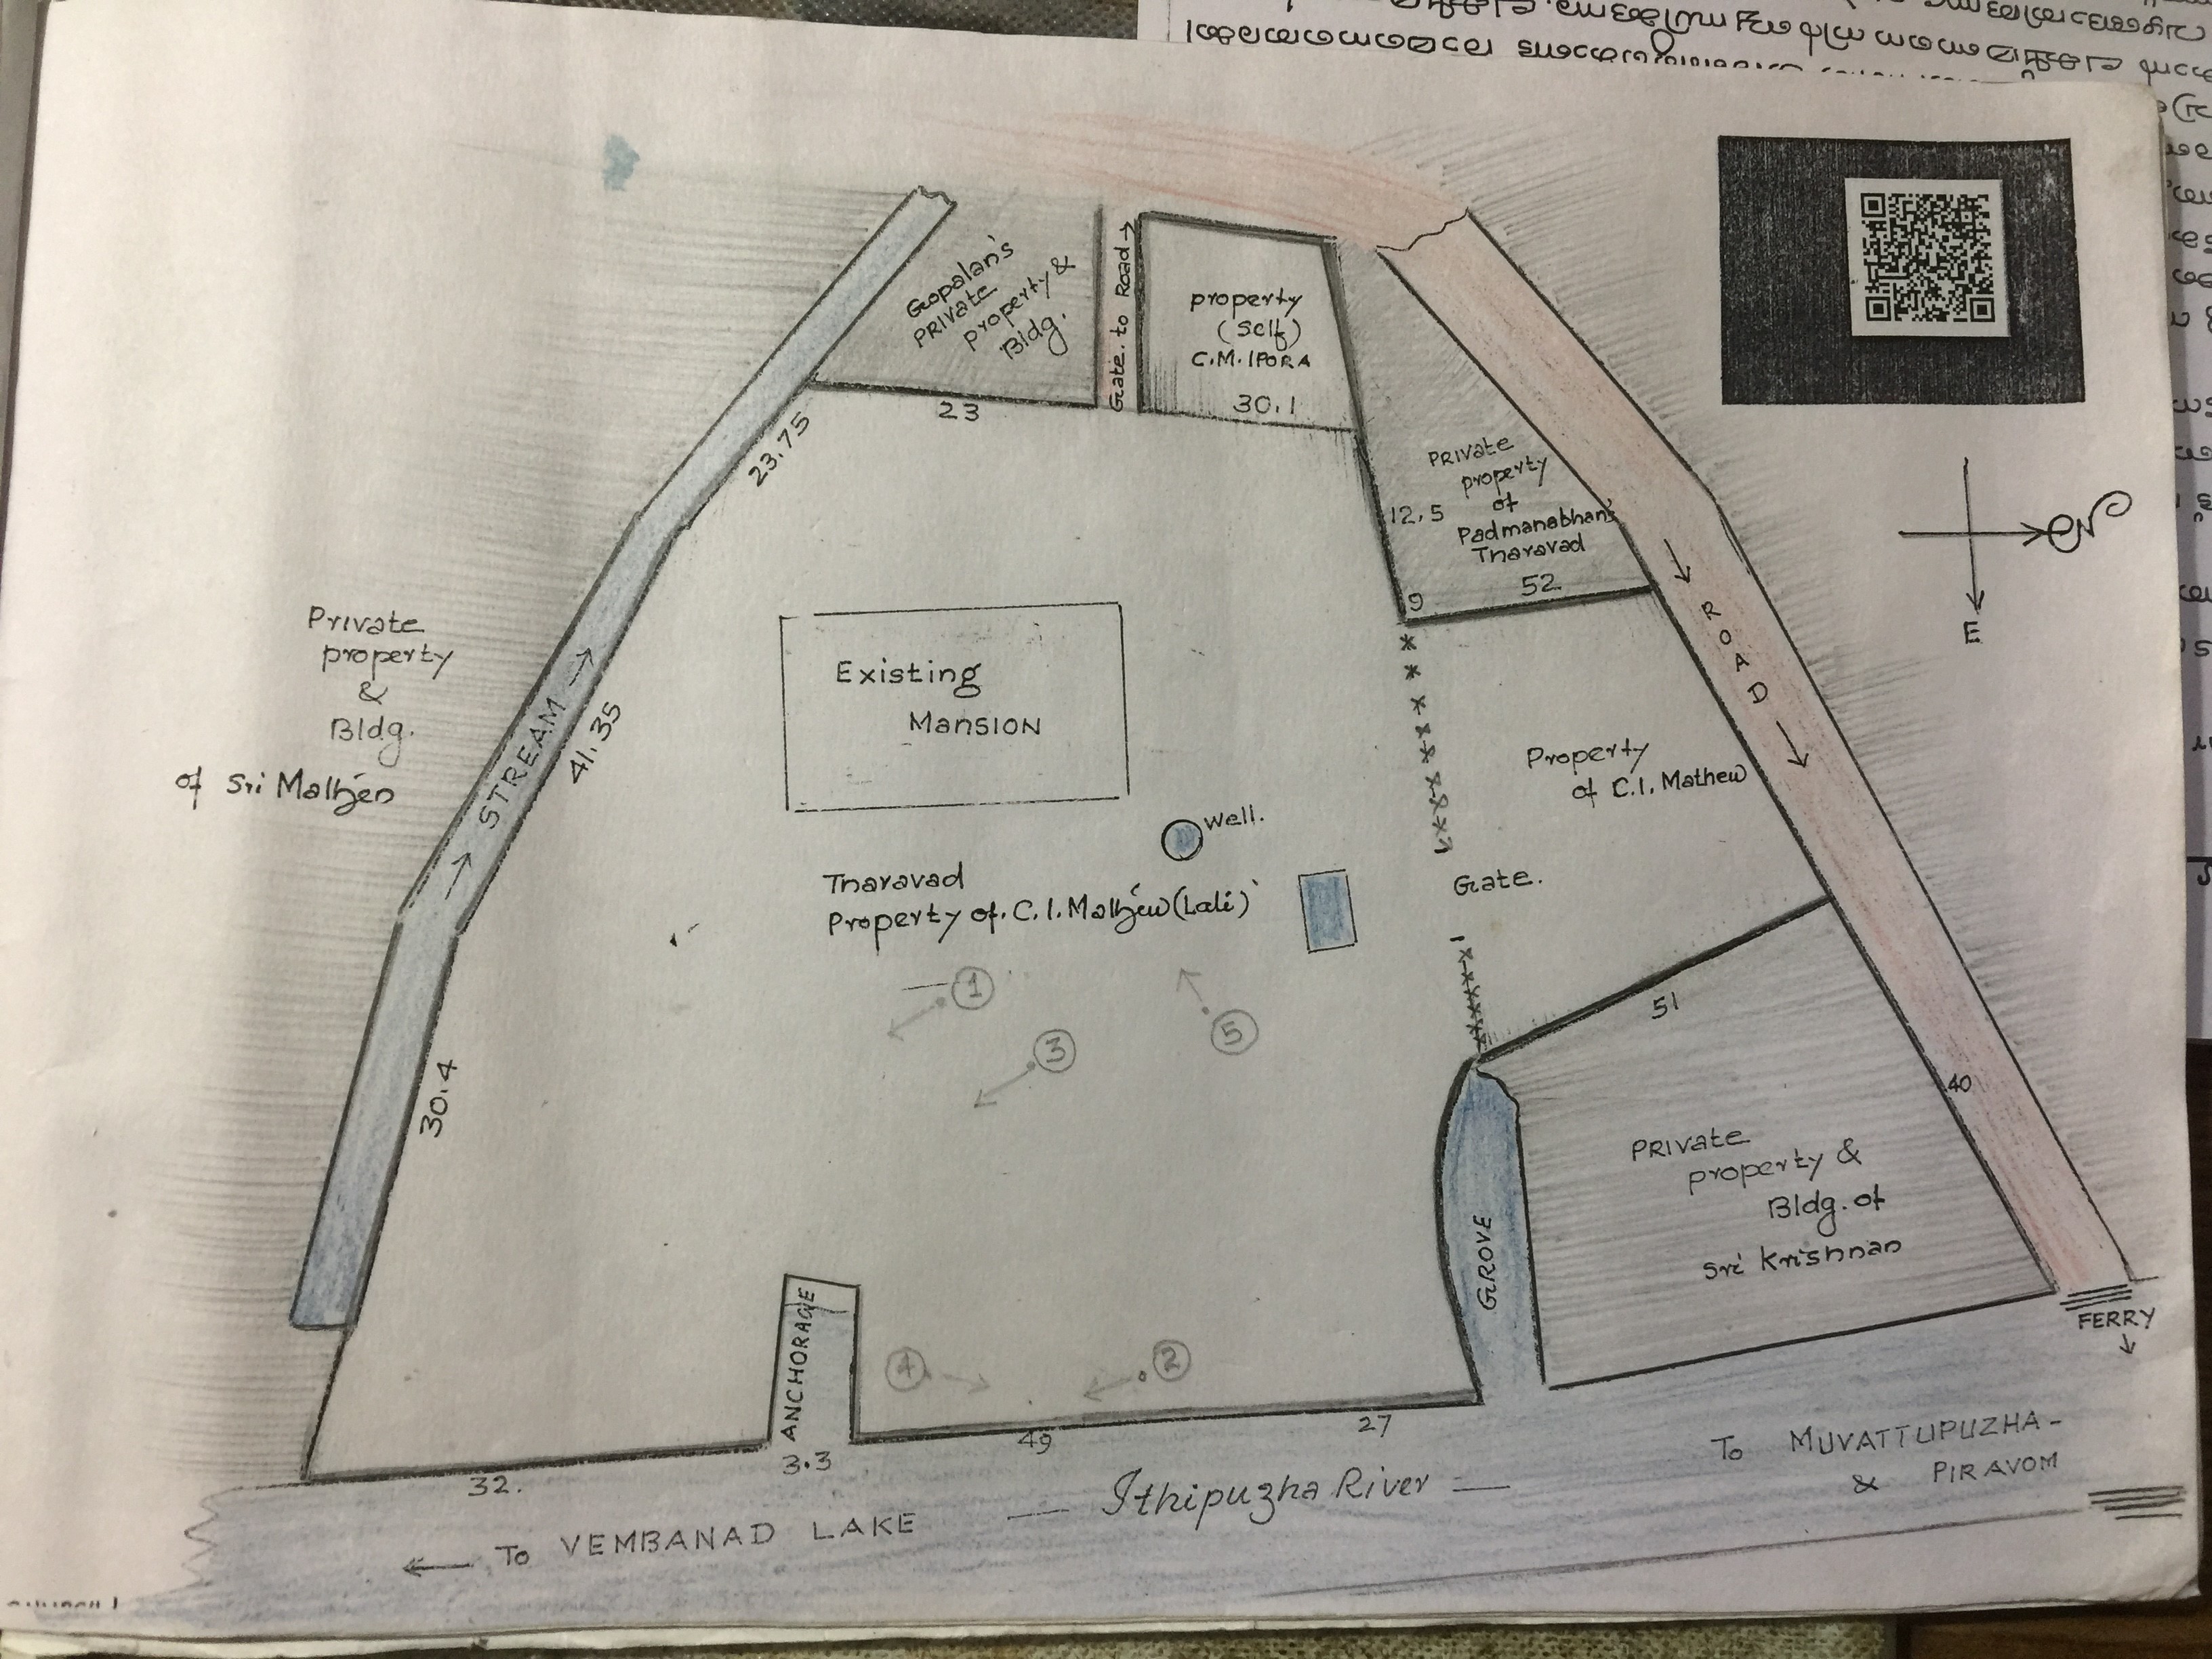 Gopalan's
Private
property &
Bldg.
Gate to Road →
property
(Self)
C.M. IPORA
30.1
23
23.75
Private
property
of
Padmanabhan's
Tharavad
12.5
52
9
N
E
ROAD
Private
property
&
Bldg.
of Sri Mathen
STREAM
41.35
Existing
Mansion
Well.
Property
of C.I. Mathew
Tharavad
Property of. C.I. Mathew (Lali)
Gate.
1
3
5
51
40
30.4
Private
property &
Bldg. of
Sri Krishnan
GROVE
ANCHORAGE
4
2
FERRY
32.
3.3
49
27
To MUVATTUPUZHA -
& PIRAVOM
Ithipuzha River
← To VEMBANAD LAKE